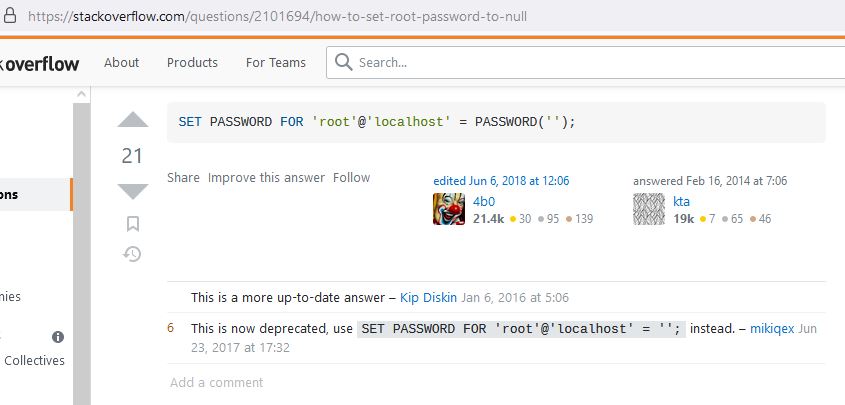 https://stackoverflow.com/questions/2101694/how-to-set-root-password-to-null
overflow About Products For Teams Search...
SET PASSWORD FOR 'root'@'localhost' = PASSWORD('');
21
Share Improve this answer Follow
edited Jun 6, 2018 at 12:06
4b0
21.4k 30 95 139
answered Feb 16, 2014 at 7:06
kta
19k 7 65 46
ons
This is a more up-to-date answer – Kip Diskin Jan 6, 2016 at 5:06
nies
6 This is now deprecated, use SET PASSWORD FOR 'root'@'localhost' = ''; instead. – mikiqex Jun
23, 2017 at 17:32
Collectives
Add a comment